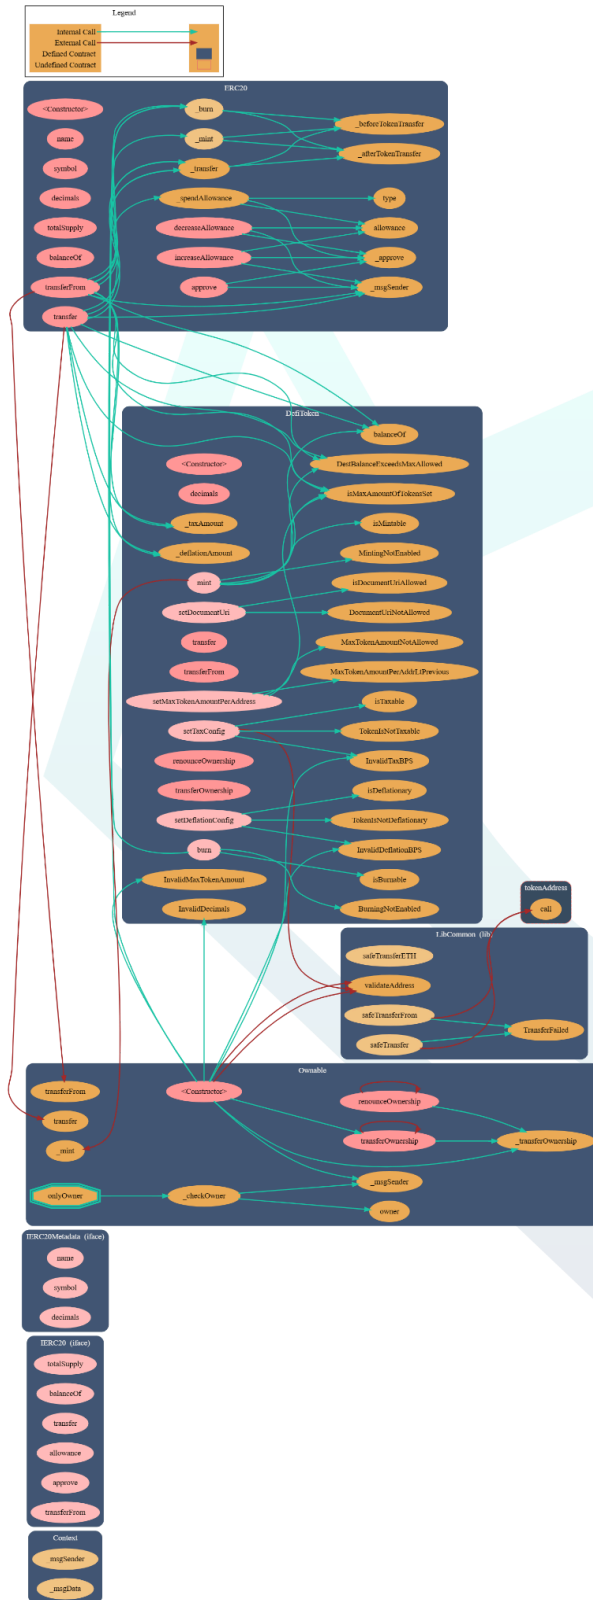 Legend
Internal Call
External Call
Defined Contract
Undefined Contract
ERC20
<Constructor>
name
symbol
decimals
totalSupply
balanceOf
transferFrom
transfer
_burn
_mint
_transfer
_spendAllowance
decreaseAllowance
increaseAllowance
approve
_beforeTokenTransfer
_afterTokenTransfer
type
allowance
_approve
_msgSender
DefiToken
<Constructor>
decimals
_taxAmount
_deflationAmount
mint
setDocumentUri
transfer
transferFrom
setMaxTokenAmountPerAddress
setTaxConfig
renounceOwnership
transferOwnership
setDeflationConfig
burn
InvalidMaxTokenAmount
InvalidDecimals
balanceOf
DestBalanceExceedsMaxAllowed
isMaxAmountOfTokensSet
isMintable
MintingNotEnabled
isDocumentUriAllowed
DocumentUriNotAllowed
MaxTokenAmountNotAllowed
MaxTokenAmountPerAddrLtPrevious
isTaxable
TokenIsNotTaxable
InvalidTaxBPS
isDeflationary
TokenIsNotDeflationary
InvalidDeflationBPS
isBurnable
BurningNotEnabled
tokenAddress
call
LibCommon (lib)
safeTransferETH
validateAddress
safeTransferFrom
safeTransfer
TransferFailed
Ownable
transferFrom
transfer
_mint
onlyOwner
<Constructor>
_checkOwner
renounceOwnership
transferOwnership
_msgSender
owner
_transferOwnership
IERC20Metadata (iface)
name
symbol
decimals
IERC20 (iface)
totalSupply
balanceOf
transfer
allowance
approve
transferFrom
Context
_msgSender
_msgData